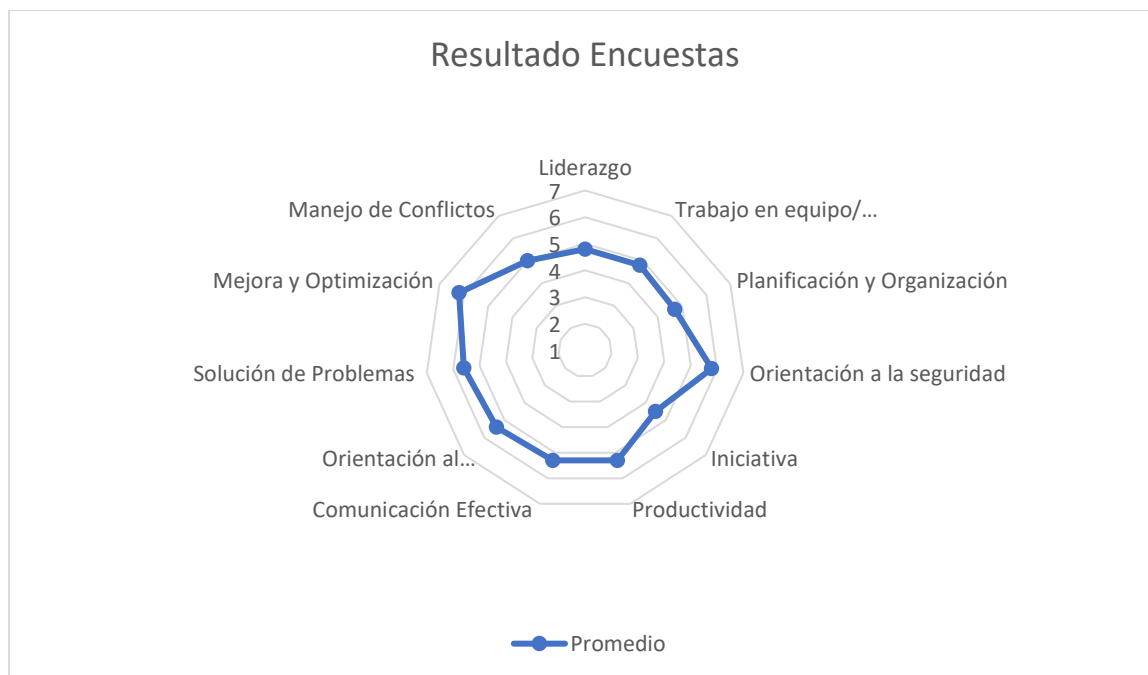 Resultado Encuestas
Liderazgo
7
6
5
4
3
2
1
Trabajo en equipo/...
Planificación y Organización
Orientación a la seguridad
Iniciativa
Productividad
Comunicación Efectiva
Orientación al...
Solución de Problemas
Mejora y Optimización
Manejo de Conflictos
Promedio